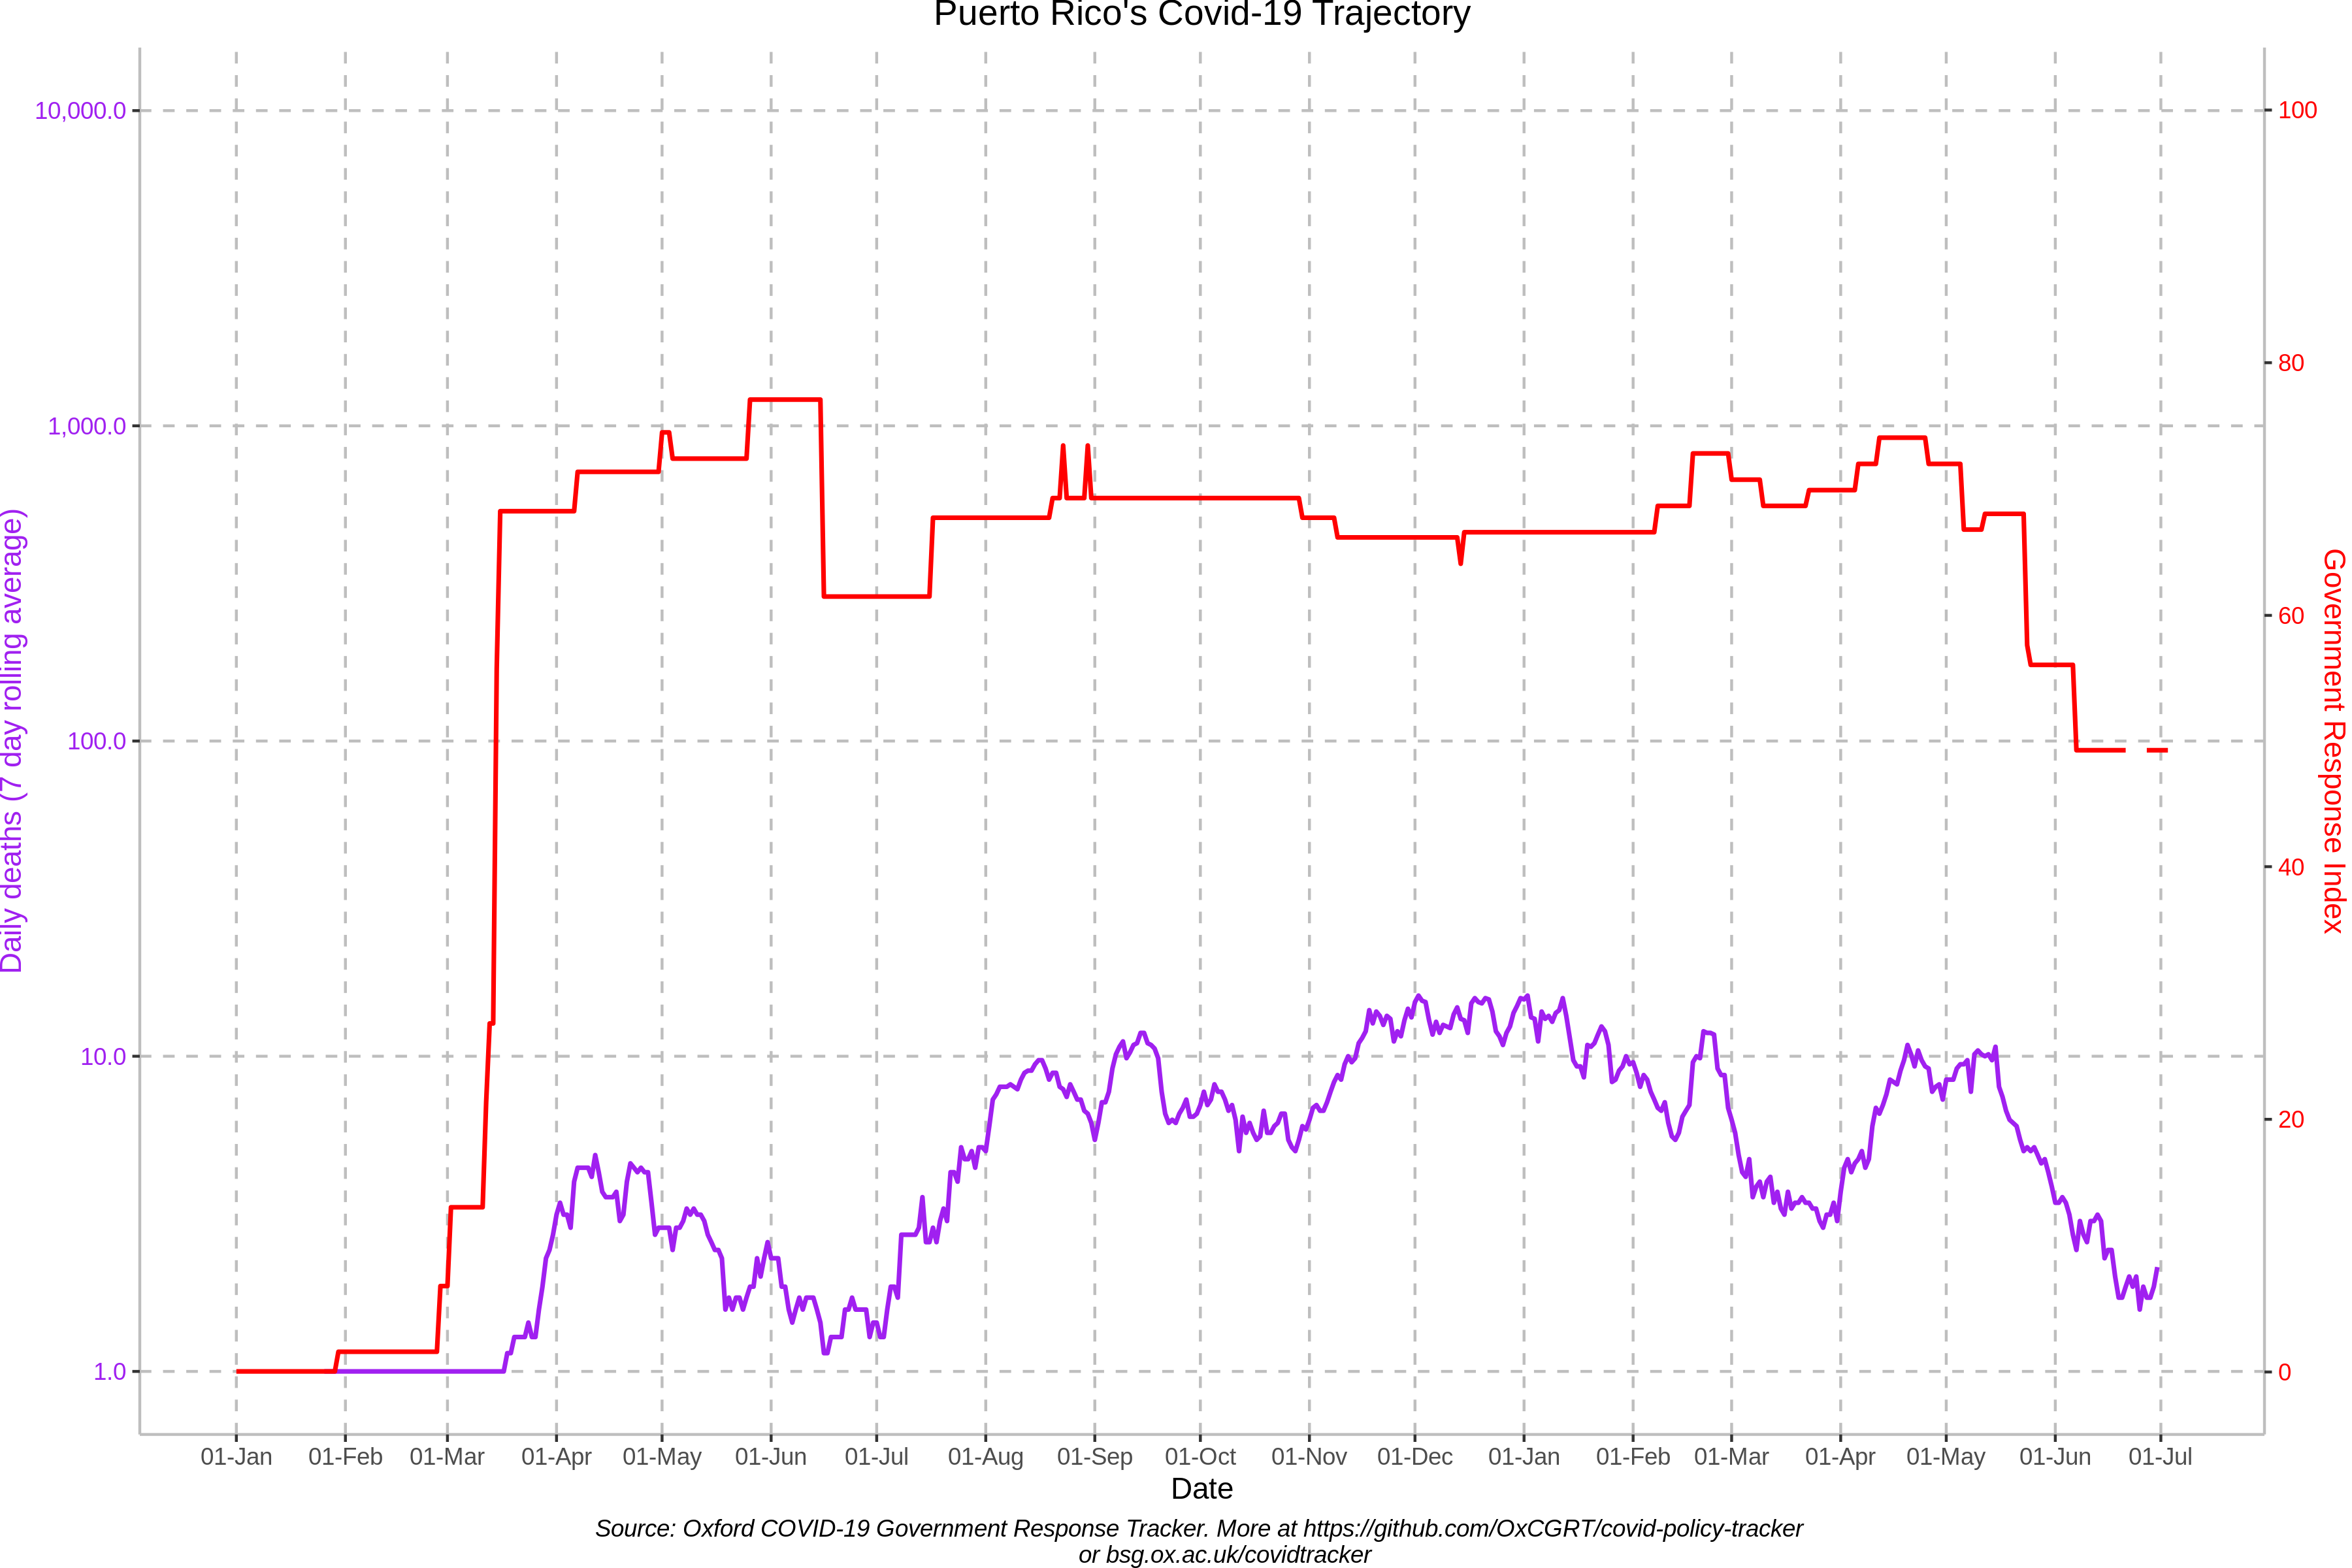 Puerto Rico's Covid-19 Trajectory
Daily deaths (7 day rolling average)
10,000.0
1,000.0
100.0
10.0
1.0
100
80
60
40
20
0
Government Response Index
01-Jan 01-Feb 01-Mar 01-Apr 01-May 01-Jun 01-Jul 01-Aug 01-Sep 01-Oct 01-Nov 01-Dec 01-Jan 01-Feb 01-Mar 01-Apr 01-May 01-Jun 01-Jul
Date
Source: Oxford COVID-19 Government Response Tracker. More at https://github.com/OxCGRT/covid-policy-tracker
or bsg.ox.ac.uk/covidtracker